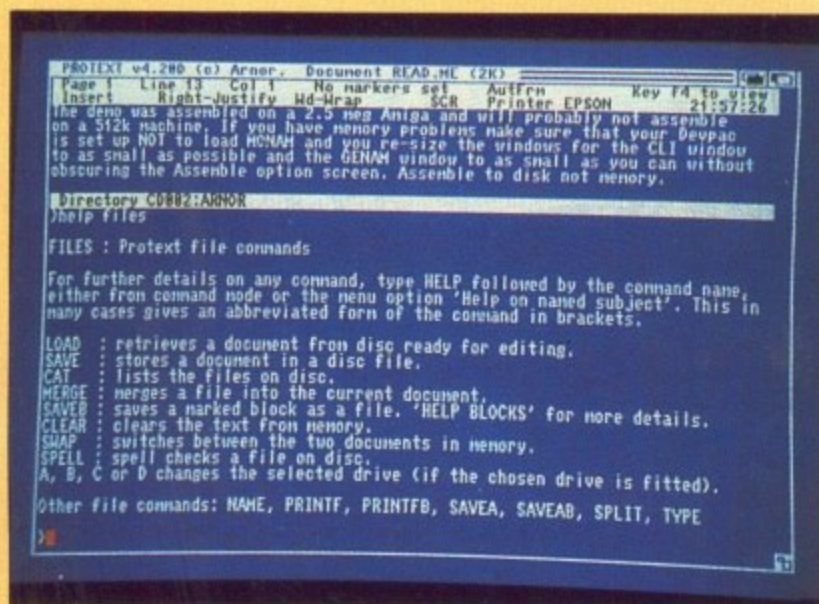 PROTEXT v4.20D (c) Arnor. Document READ.ME (2K)
Page 1 Line 13 Col 1 No markers set AutFrm Key f4 to view
Insert Right-Justify Wd-Wrap SCR Printer EPSON 21:57:26
The demo was assembled on a 2.5 meg Amiga and will probably not assemble
on a 512k machine. If you have memory problems make sure that your Devpac
is set up NOT to load MONAM and you re-size the windows for the CLI window
to as small as possible and the GENAM window to as small as you can without
obscuring the Assemble option screen. Assemble to disk not memory.
Directory CD002:ARNOR
>help files
FILES : Protext file commands
For further details on any command, type HELP followed by the command name,
either from command mode or the menu option 'Help on named subject'. This in
many cases gives an abbreviated form of the command in brackets.
LOAD : retrieves a document from disc ready for editing.
SAVE : stores a document in a disc file.
CAT : lists the files on disc.
MERGE : merges a file into the current document.
SAVEB : saves a marked block as a file. 'HELP BLOCKS' for more details.
CLEAR : clears the text from memory.
SWAP : switches between the two documents in memory.
SPELL : spell checks a file on disc.
A, B, C or D changes the selected drive (if the chosen drive is fitted).
Other file commands: NAME, PRINTF, PRINTFB, SAVEA, SAVEAB, SPLIT, TYPE
>